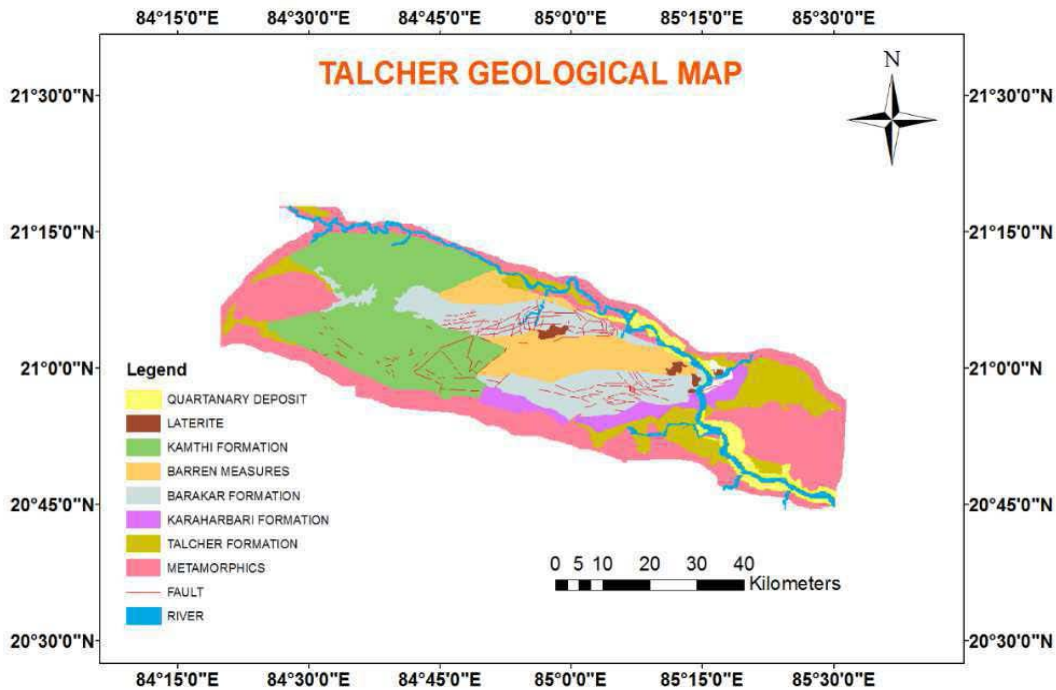 84°15'0"E 84°30'0"E 84°45'0"E 85°0'0"E 85°15'0"E 85°30'0"E
TALCHER GEOLOGICAL MAP
N
21°30'0"N 21°30'0"N
21°15'0"N 21°15'0"N
21°0'0"N 21°0'0"N
Legend
QUARTANARY DEPOSIT
LATERITE
KAMTHI FORMATION
BARREN MEASURES
BARAKAR FORMATION
KARAHARBARI FORMATION
TALCHER FORMATION
METAMORPHICS
FAULT
RIVER
20°45'0"N 20°45'0"N
0 5 10 20 30 40
Kilometers
20°30'0"N 20°30'0"N
84°15'0"E 84°30'0"E 84°45'0"E 85°0'0"E 85°15'0"E 85°30'0"E